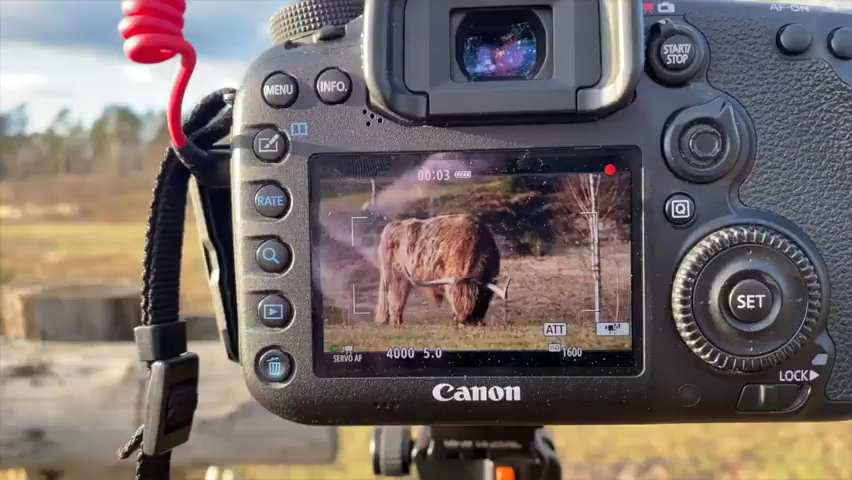 AF-ON
START/
STOP
MENU
INFO.
00:03
RATE
Q
SET
ATT
SERVO AF
4000 5.0
ISO
1600
LOCK
Canon